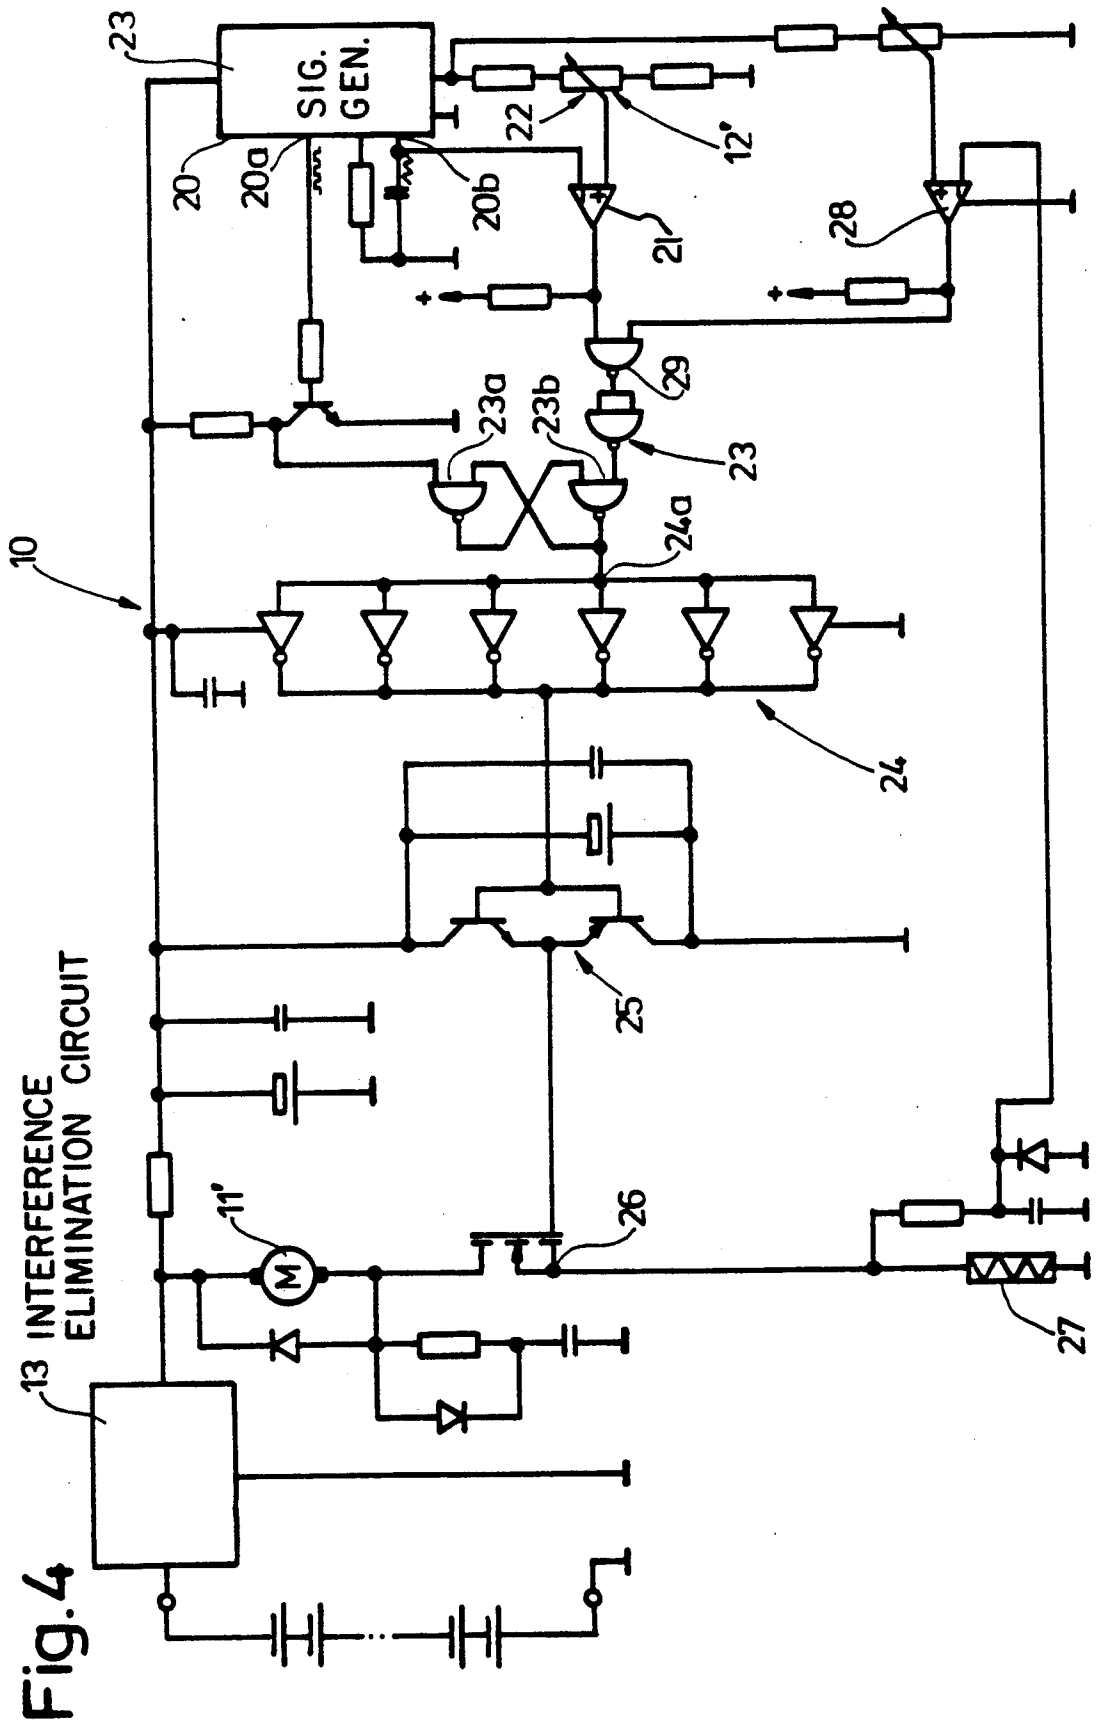 Fig.4
13
INTERFERENCE
ELIMINATION CIRCUIT
10
23
SIG.
GEN.
20
20a
20b
22
12'
21
28
+
+
+
+
29
23a
23b
23
24a
24
25
11'
M
26
27